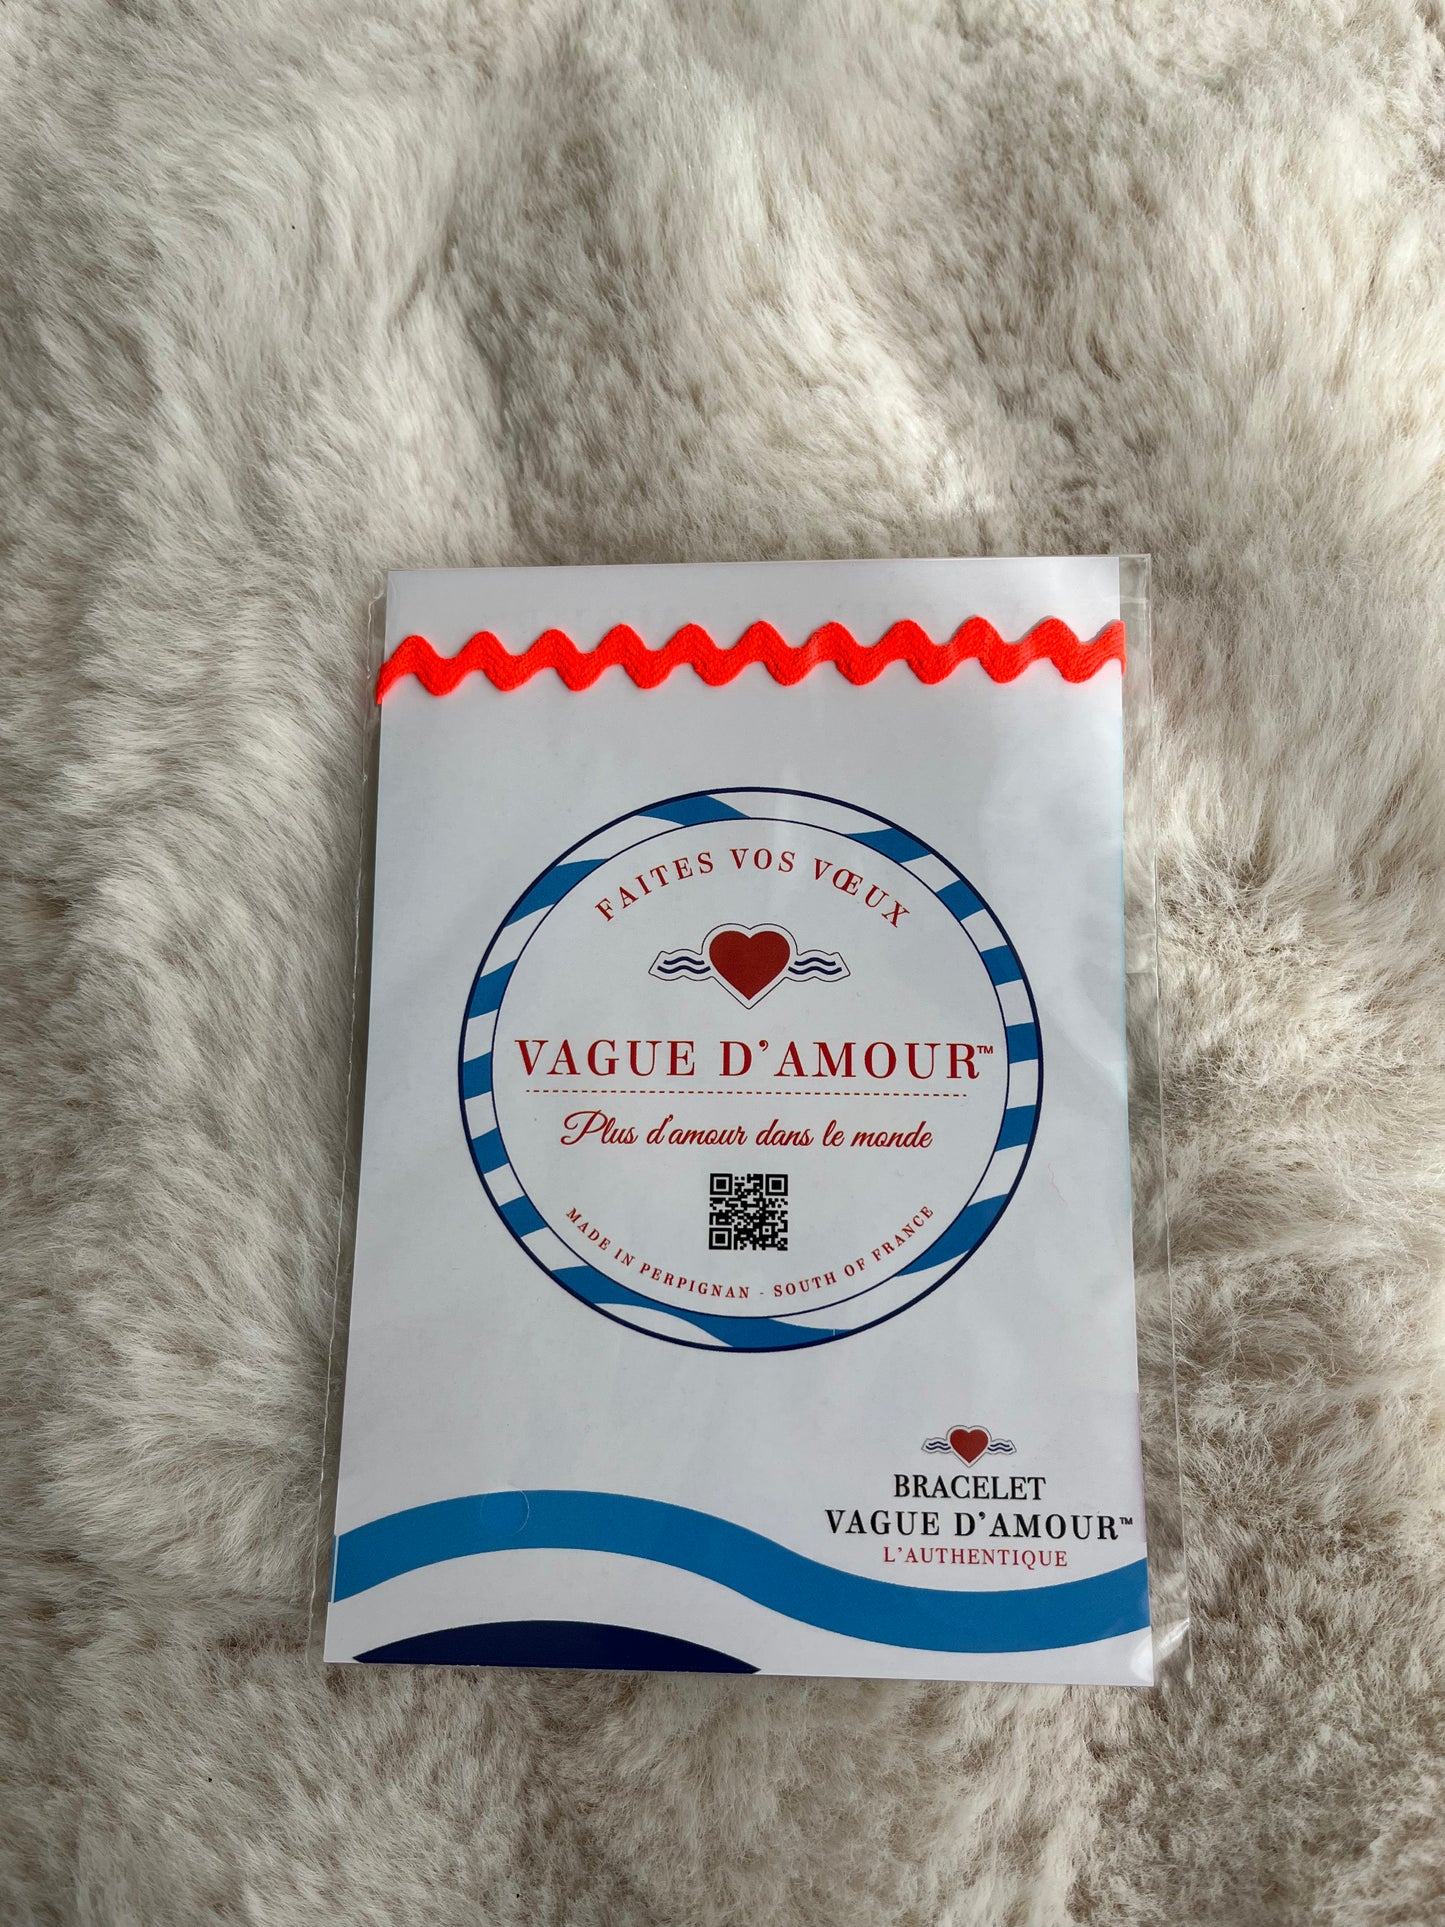 FAITES VOS VŒUX
VAGUE D'AMOUR™
Plus d'amour dans le monde
MADE IN PERPIGNAN - SOUTH OF FRANCE
BRACELET
VAGUE D'AMOUR™
L'AUTHENTIQUE